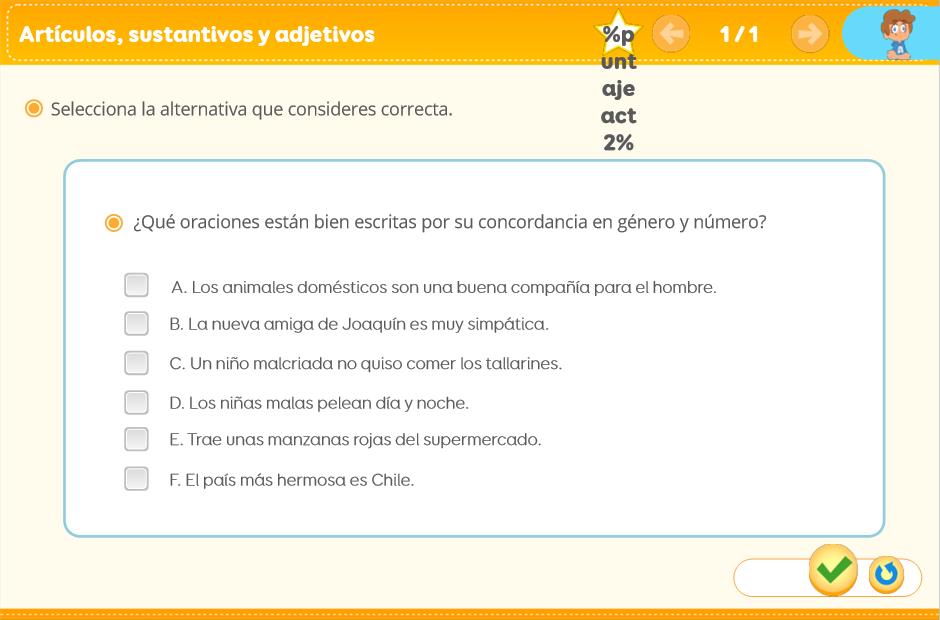 Artículos, sustantivos y adjetivos
%p
unt
aje
act
2%
1 / 1
Selecciona la alternativa que consideres correcta.
¿Qué oraciones están bien escritas por su concordancia en género y número?
A. Los animales domésticos son una buena compañía para el hombre.
B. La nueva amiga de Joaquín es muy simpática.
C. Un niño malcriada no quiso comer los tallarines.
D. Los niñas malas pelean día y noche.
E. Trae unas manzanas rojas del supermercado.
F. El país más hermosa es Chile.